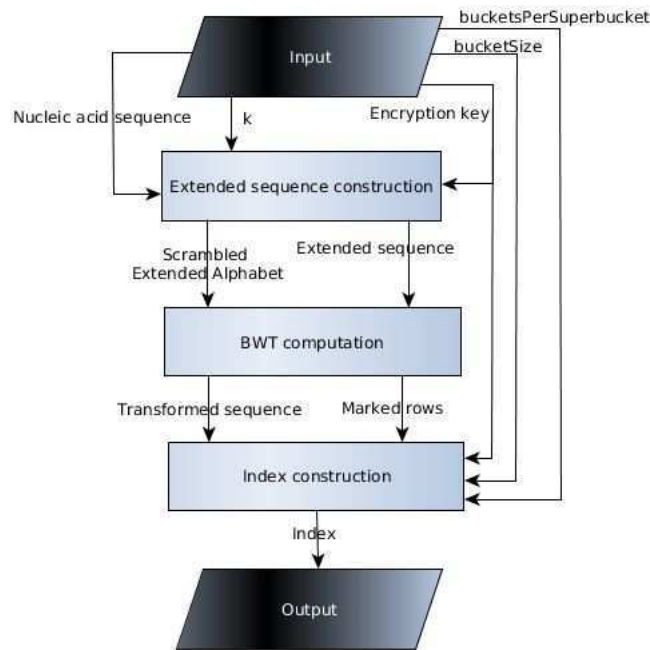 bucketsPerSuperbucket
bucketSize
Input
Nucleic acid sequence
k
Encryption key
Extended sequence construction
Scrambled
Extended Alphabet
Extended sequence
BWT computation
Transformed sequence
Marked rows
Index construction
Index
Output